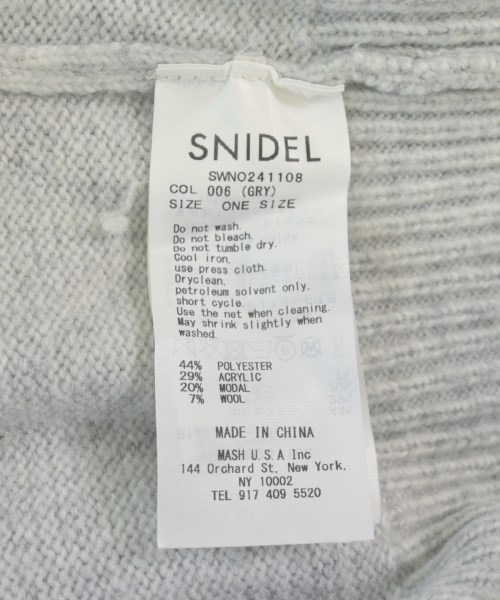 SNIDEL
SWNO241108
COL 006 (GRY)
SIZE ONE SIZE
Do not wash.
Do not bleach.
Do not tumble dry.
Cool iron.
use press cloth.
Dryclean.
petroleum solvent only.
short cycle.
Use the net when cleaning.
May shrink slightly when
washed.
44% POLYESTER
29% ACRYLIC
20% MODAL
7% WOOL
MADE IN CHINA
MASH U.S.A Inc
144 Orchard St, New York,
NY 10002
TEL 917 409 5520